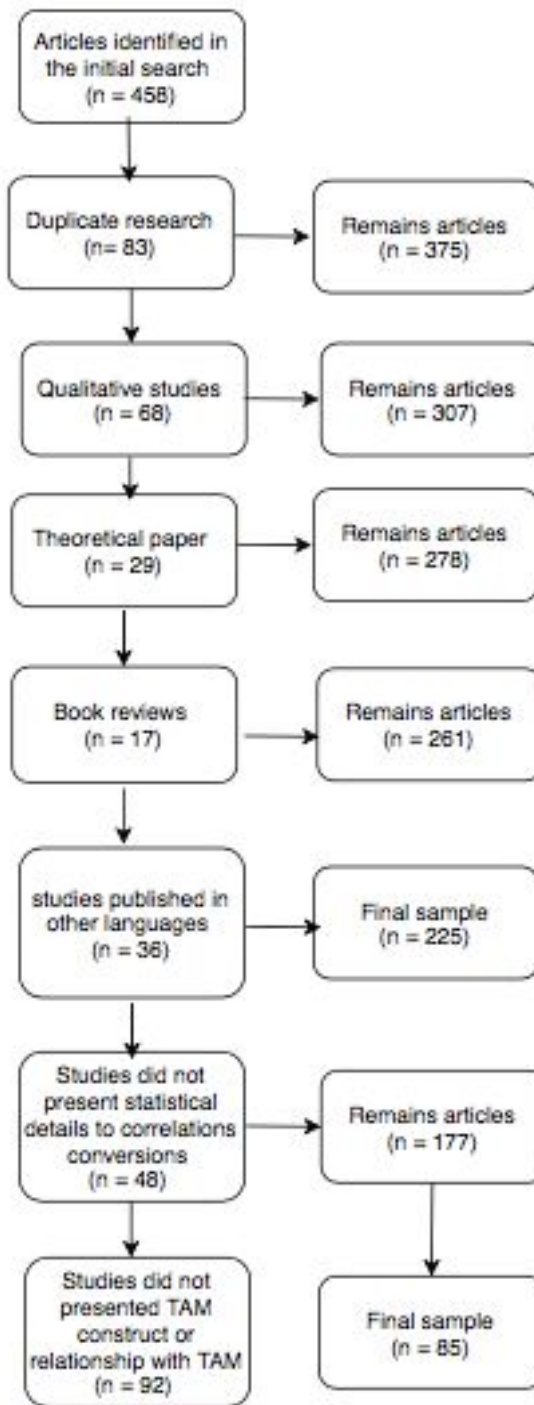 Articles identified in
the initial search
(n = 458)
Duplicate research
(n= 83)
Remains articles
(n = 375)
Qualitative studies
(n = 68)
Remains articles
(n = 307)
Theoretical paper
(n = 29)
Remains articles
(n = 278)
Book reviews
(n = 17)
Remains articles
(n = 261)
studies published in
other languages
(n = 36)
Final sample
(n = 225)
Studies did not
present statistical
details to correlations
conversions
(n = 48)
Remains articles
(n = 177)
Studies did not
presented TAM
construct or
relationship with TAM
(n = 92)
Final sample
(n = 85)